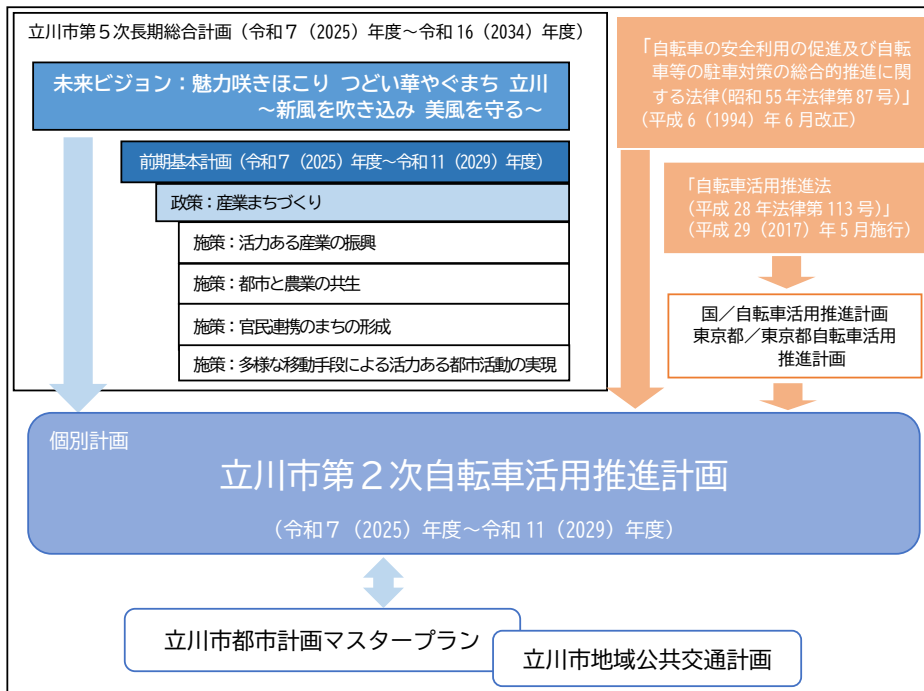 立川市第５次長期総合計画（令和７（2025）年度～令和16（2034）年度）
未来ビジョン：魅力咲きほこり つどい華やぐまち 立川
～新風を吹き込み 美風を守る～
前期基本計画（令和７（2025）年度～令和11（2029）年度）
政策：産業まちづくり
施策：活力ある産業の振興
施策：都市と農業の共生
施策：官民連携のまちの形成
施策：多様な移動手段による活力ある都市活動の実現
「自転車の安全利用の促進及び自転
車等の駐車対策の総合的推進に関
する法律(昭和55年法律第87号)」
（平成６（1994）年６月改正）
「自転車活用推進法
（平成28年法律第113号）」
（平成29（2017）年５月施行）
国／自転車活用推進計画
東京都／東京都自転車活用
推進計画
個別計画
立川市第２次自転車活用推進計画
（令和７（2025）年度～令和11（2029）年度）
立川市都市計画マスタープラン
立川市地域公共交通計画